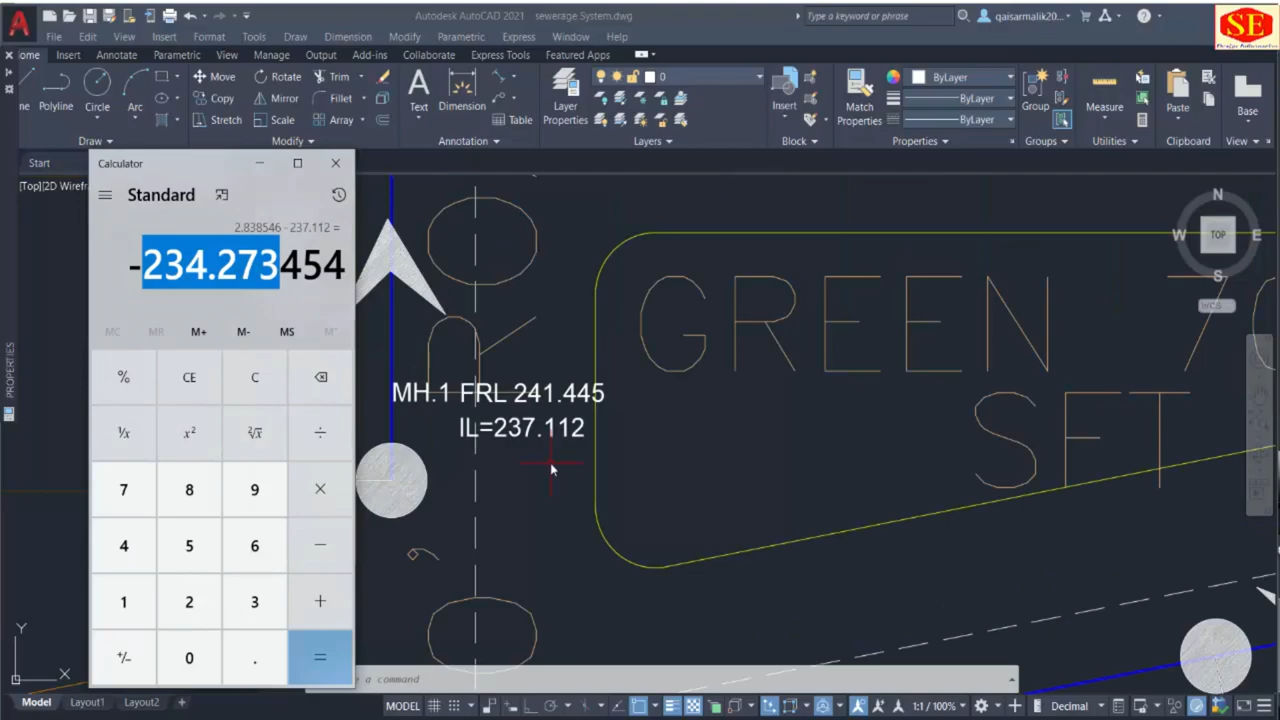 Autodesk AutoCAD 2021 sewerage System.dwg
Type a keyword or phrase
qaisarmalik20...
SE
File Edit View Insert Format Tools Draw Dimension Modify Parametric Express Window Help
ome Insert Annotate Parametric View Manage Output Add-ins Collaborate Express Tools Featured Apps
ne Polyline Circle Arc
Move Rotate Trim
Copy Mirror Fillet
Stretch Scale Array
Text Dimension Table
Layer Properties
0
Insert
Match Properties
ByLayer
ByLayer
ByLayer
Group Measure Paste Base
Draw Modify Annotation Layers Block Properties Groups Utilities Clipboard View
Start
[Top][2D Wirefr
Calculator
Standard
2.838546 - 237.112 =
-234.273454
MC MR M+ M- MS
% CE C
¹/x x² ²√x ÷
7 8 9 ×
4 5 6 −
1 2 3 +
+/− 0 . =
PROPERTIES
MH.1 FRL 241.445
IL=237.112
GREEN 7
SFT
R
N
W TOP E
S
WCS
Y
X
e a command
Model Layout1 Layout2 +
MODEL 1:1 / 100% Decimal